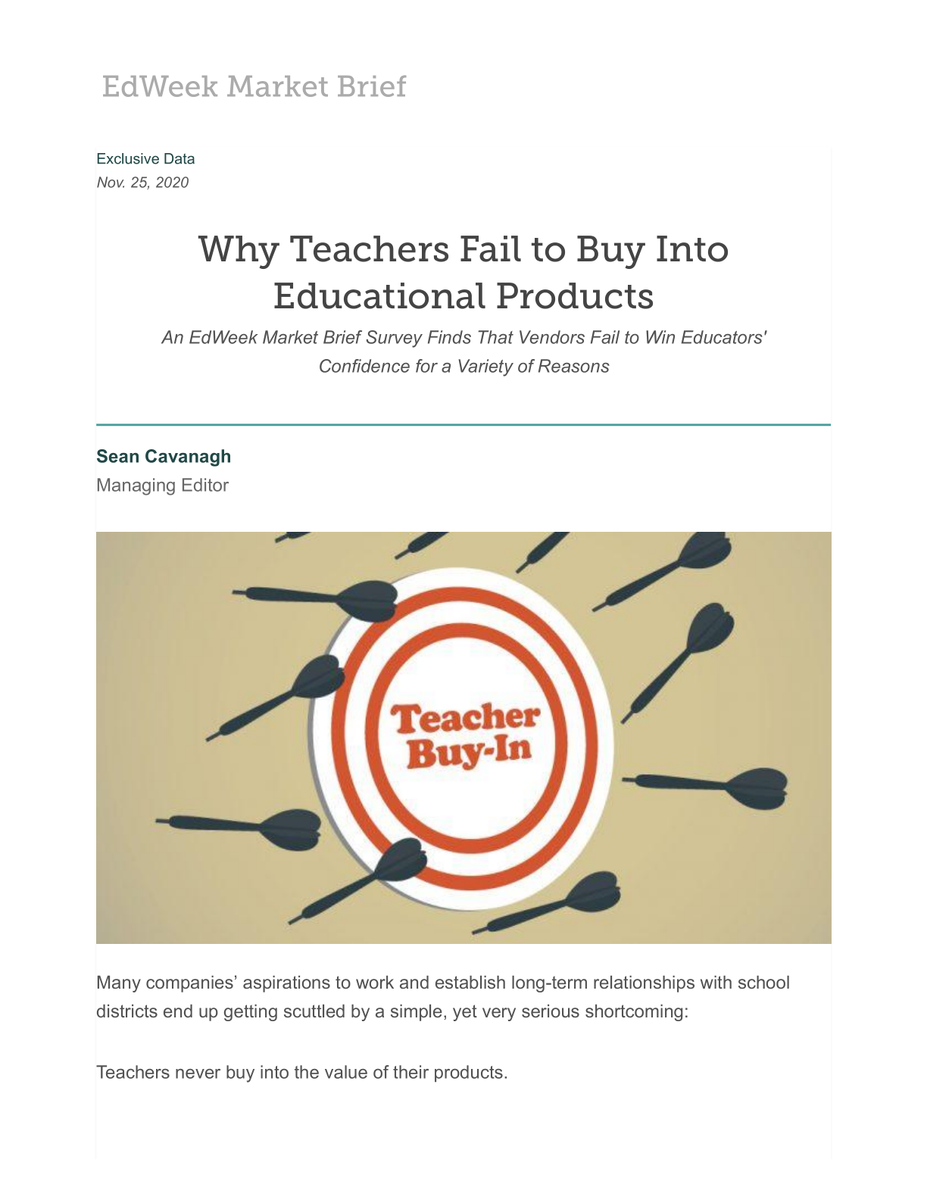 EdWeek Market Brief
Exclusive Data
Nov. 25, 2020
Why Teachers Fail to Buy Into
Educational Products
An EdWeek Market Brief Survey Finds That Vendors Fail to Win Educators'
Confidence for a Variety of Reasons
Sean Cavanagh
Managing Editor
Teacher
Buy-In
Many companies’ aspirations to work and establish long-term relationships with school
districts end up getting scuttled by a simple, yet very serious shortcoming:
Teachers never buy into the value of their products.